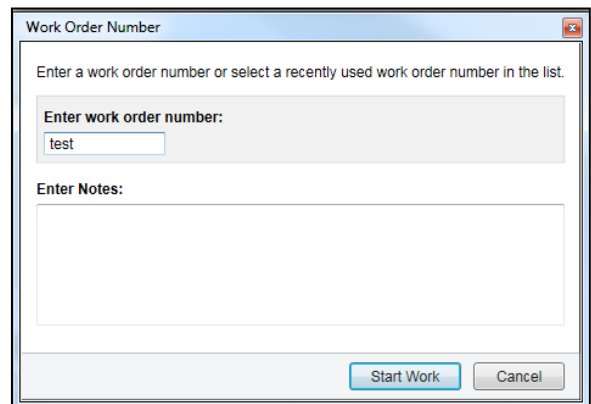 Work Order Number
Enter a work order number or select a recently used work order number in the list.
Enter work order number:
test
Enter Notes:
Start Work
Cancel